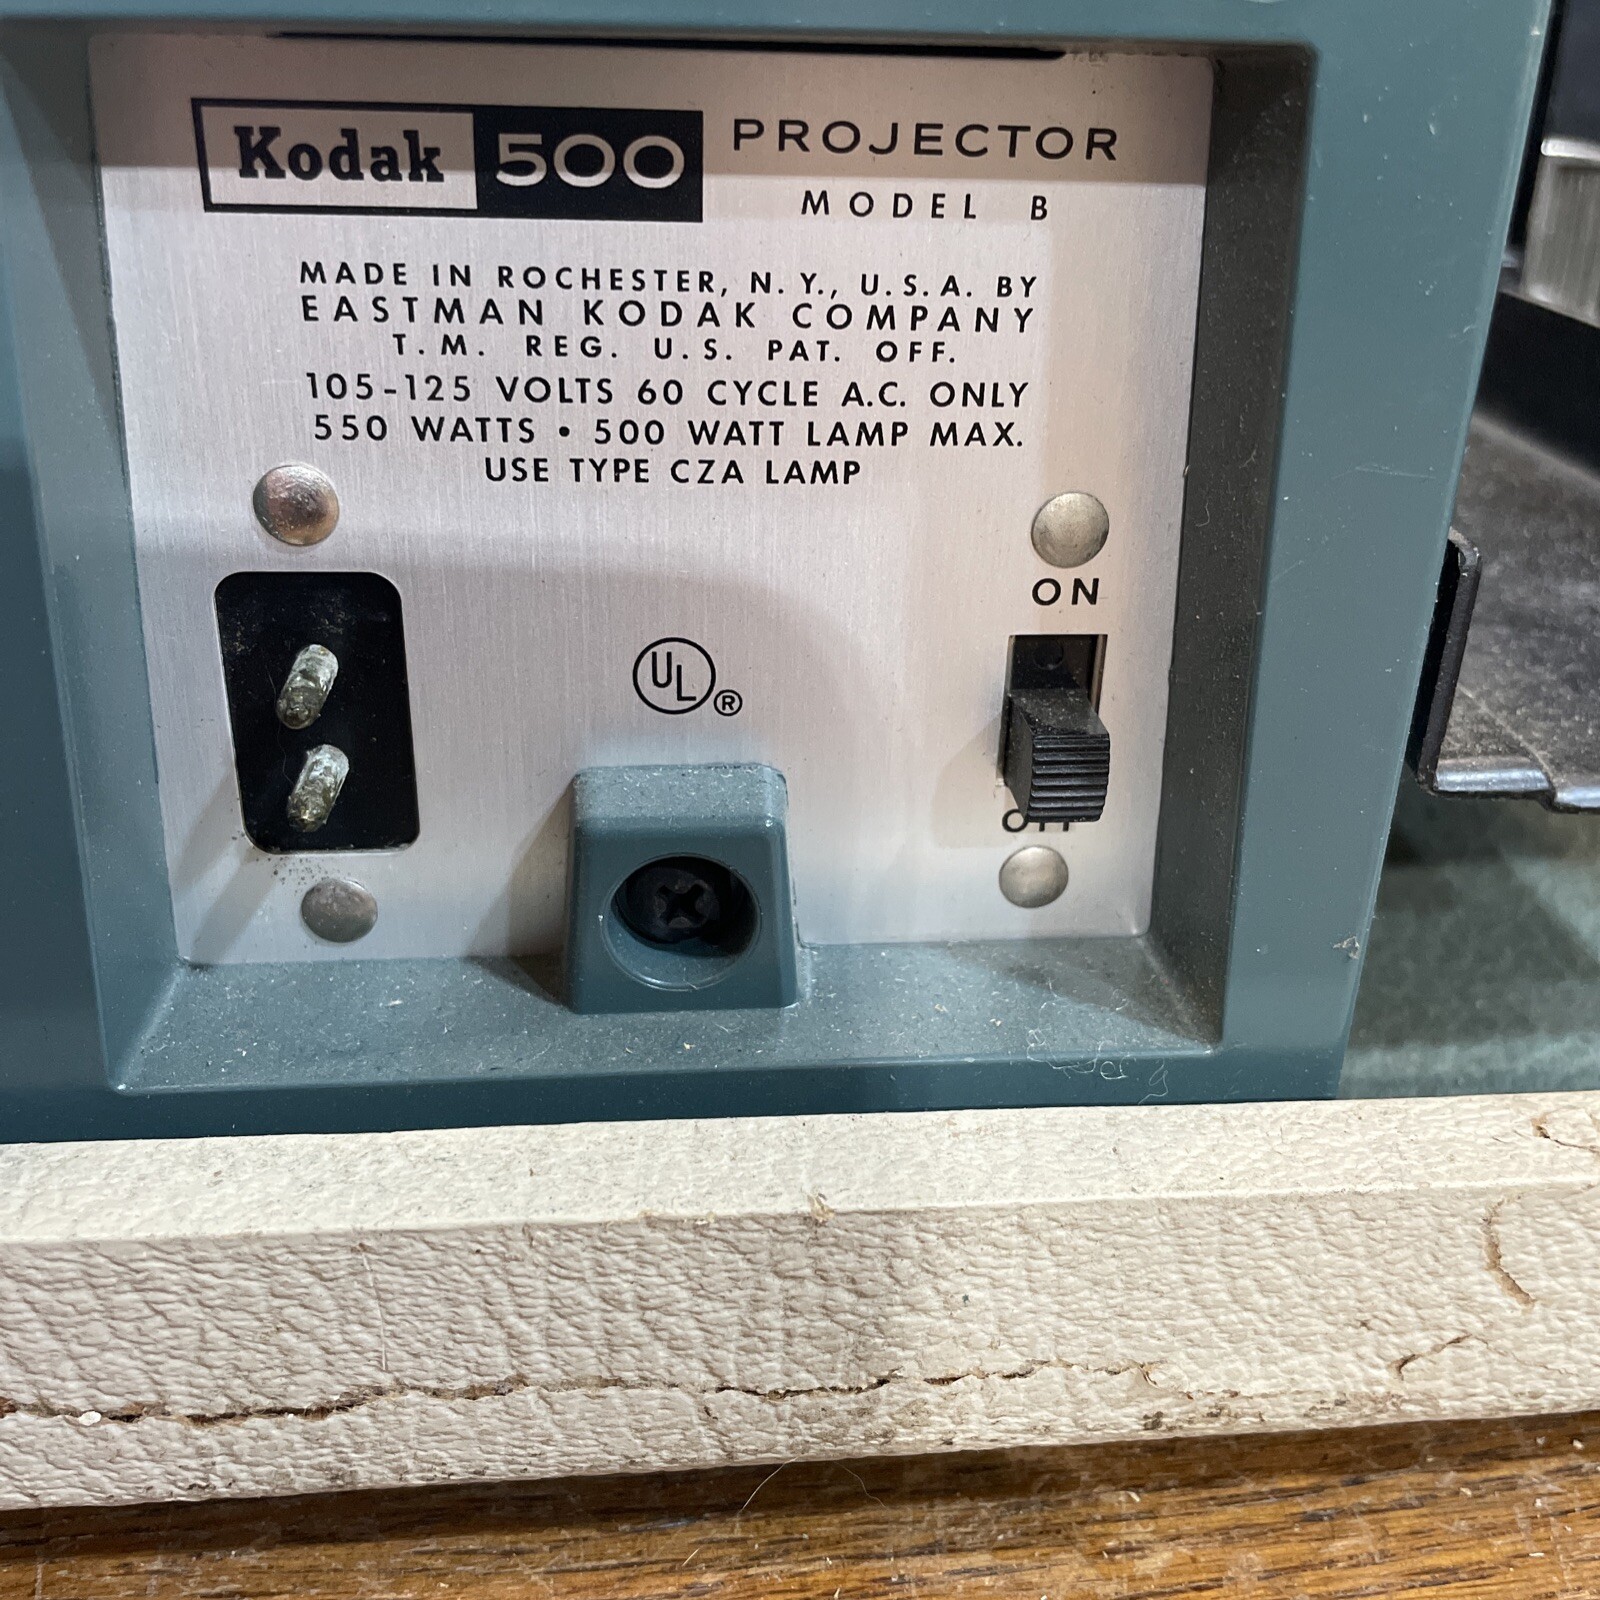 Kodak 500 PROJECTOR
MODEL B
MADE IN ROCHESTER, N.Y., U.S.A. BY
EASTMAN KODAK COMPANY
T.M. REG. U.S. PAT. OFF.
105-125 VOLTS 60 CYCLE A.C. ONLY
550 WATTS • 500 WATT LAMP MAX.
USE TYPE CZA LAMP
ON
UL ®
OFF